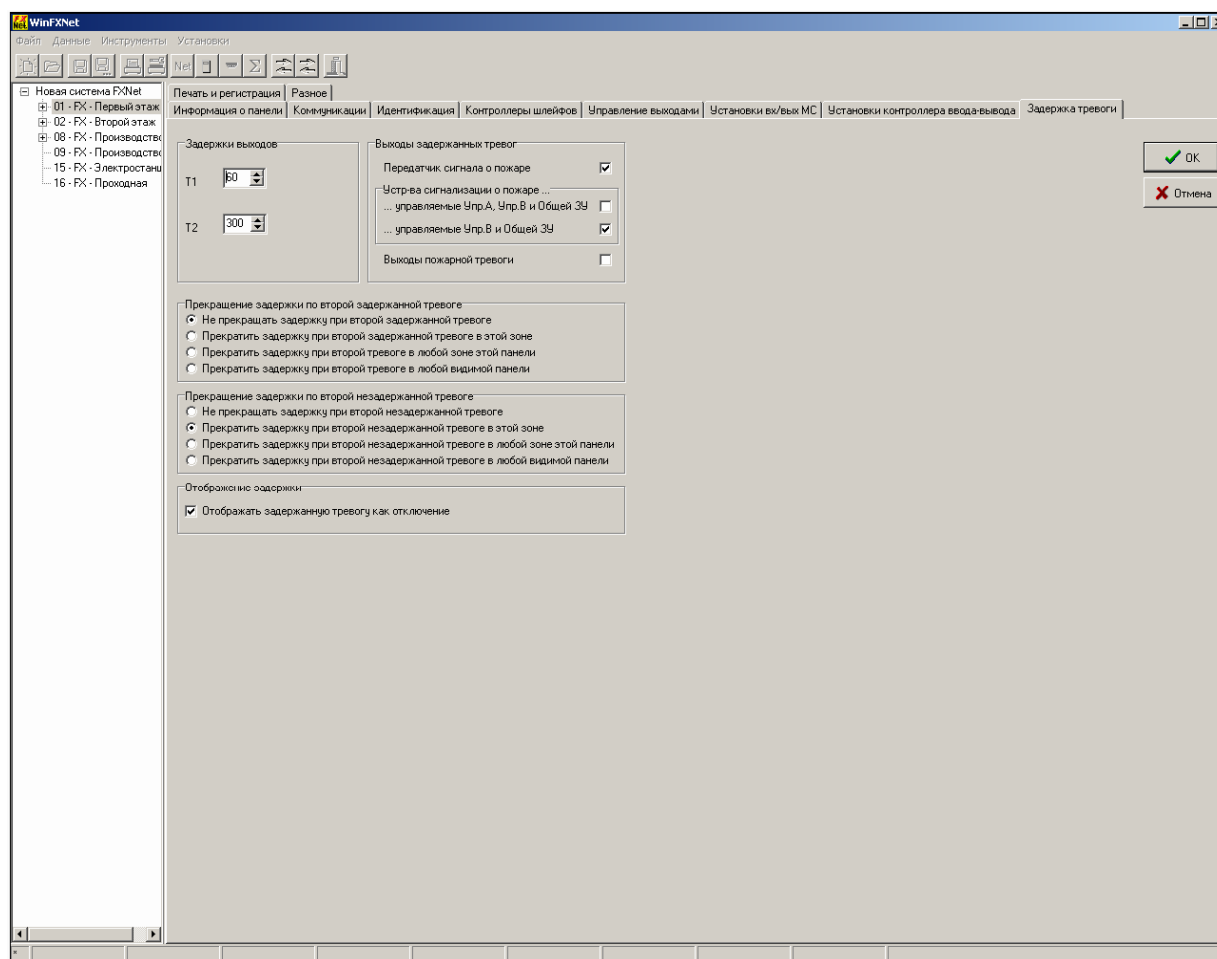 WinFXNet
Файл Данные Инструменты Установки
Net Σ
Новая система FXNet
01 - FX - Первый этаж
02 - FX - Второй этаж
08 - FX - Производство
09 - FX - Производство
15 - FX - Электростанц
16 - FX - Проходная
Печать и регистрация Разное
Информация о панели Коммуникации Идентификация Контроллеры шлейфов Управление выходами Установки вх/вых МС Установки контроллера ввода-вывода Задержка тревоги
Задержки выходов
T1 60
T2 300
Выходы задержанных тревог
Передатчик сигнала о пожаре
Устр-ва сигнализации о пожаре ...
... управляемые Упр.А, Упр.В и Общей ЗУ
... управляемые Упр.В и Общей ЗУ
Выходы пожарной тревоги
OK
Отмена
Прекращение задержки по второй задержанной тревоге
Не прекращать задержку при второй задержанной тревоге
Прекратить задержку при второй задержанной тревоге в этой зоне
Прекратить задержку при второй тревоге в любой зоне этой панели
Прекратить задержку при второй тревоге в любой видимой панели
Прекращение задержки по второй незадержанной тревоге
Не прекращать задержку при второй незадержанной тревоге
Прекратить задержку при второй незадержанной тревоге в этой зоне
Прекратить задержку при второй незадержанной тревоге в любой зоне этой панели
Прекратить задержку при второй незадержанной тревоге в любой видимой панели
Отображение задержки
Отображать задержанную тревогу как отключение